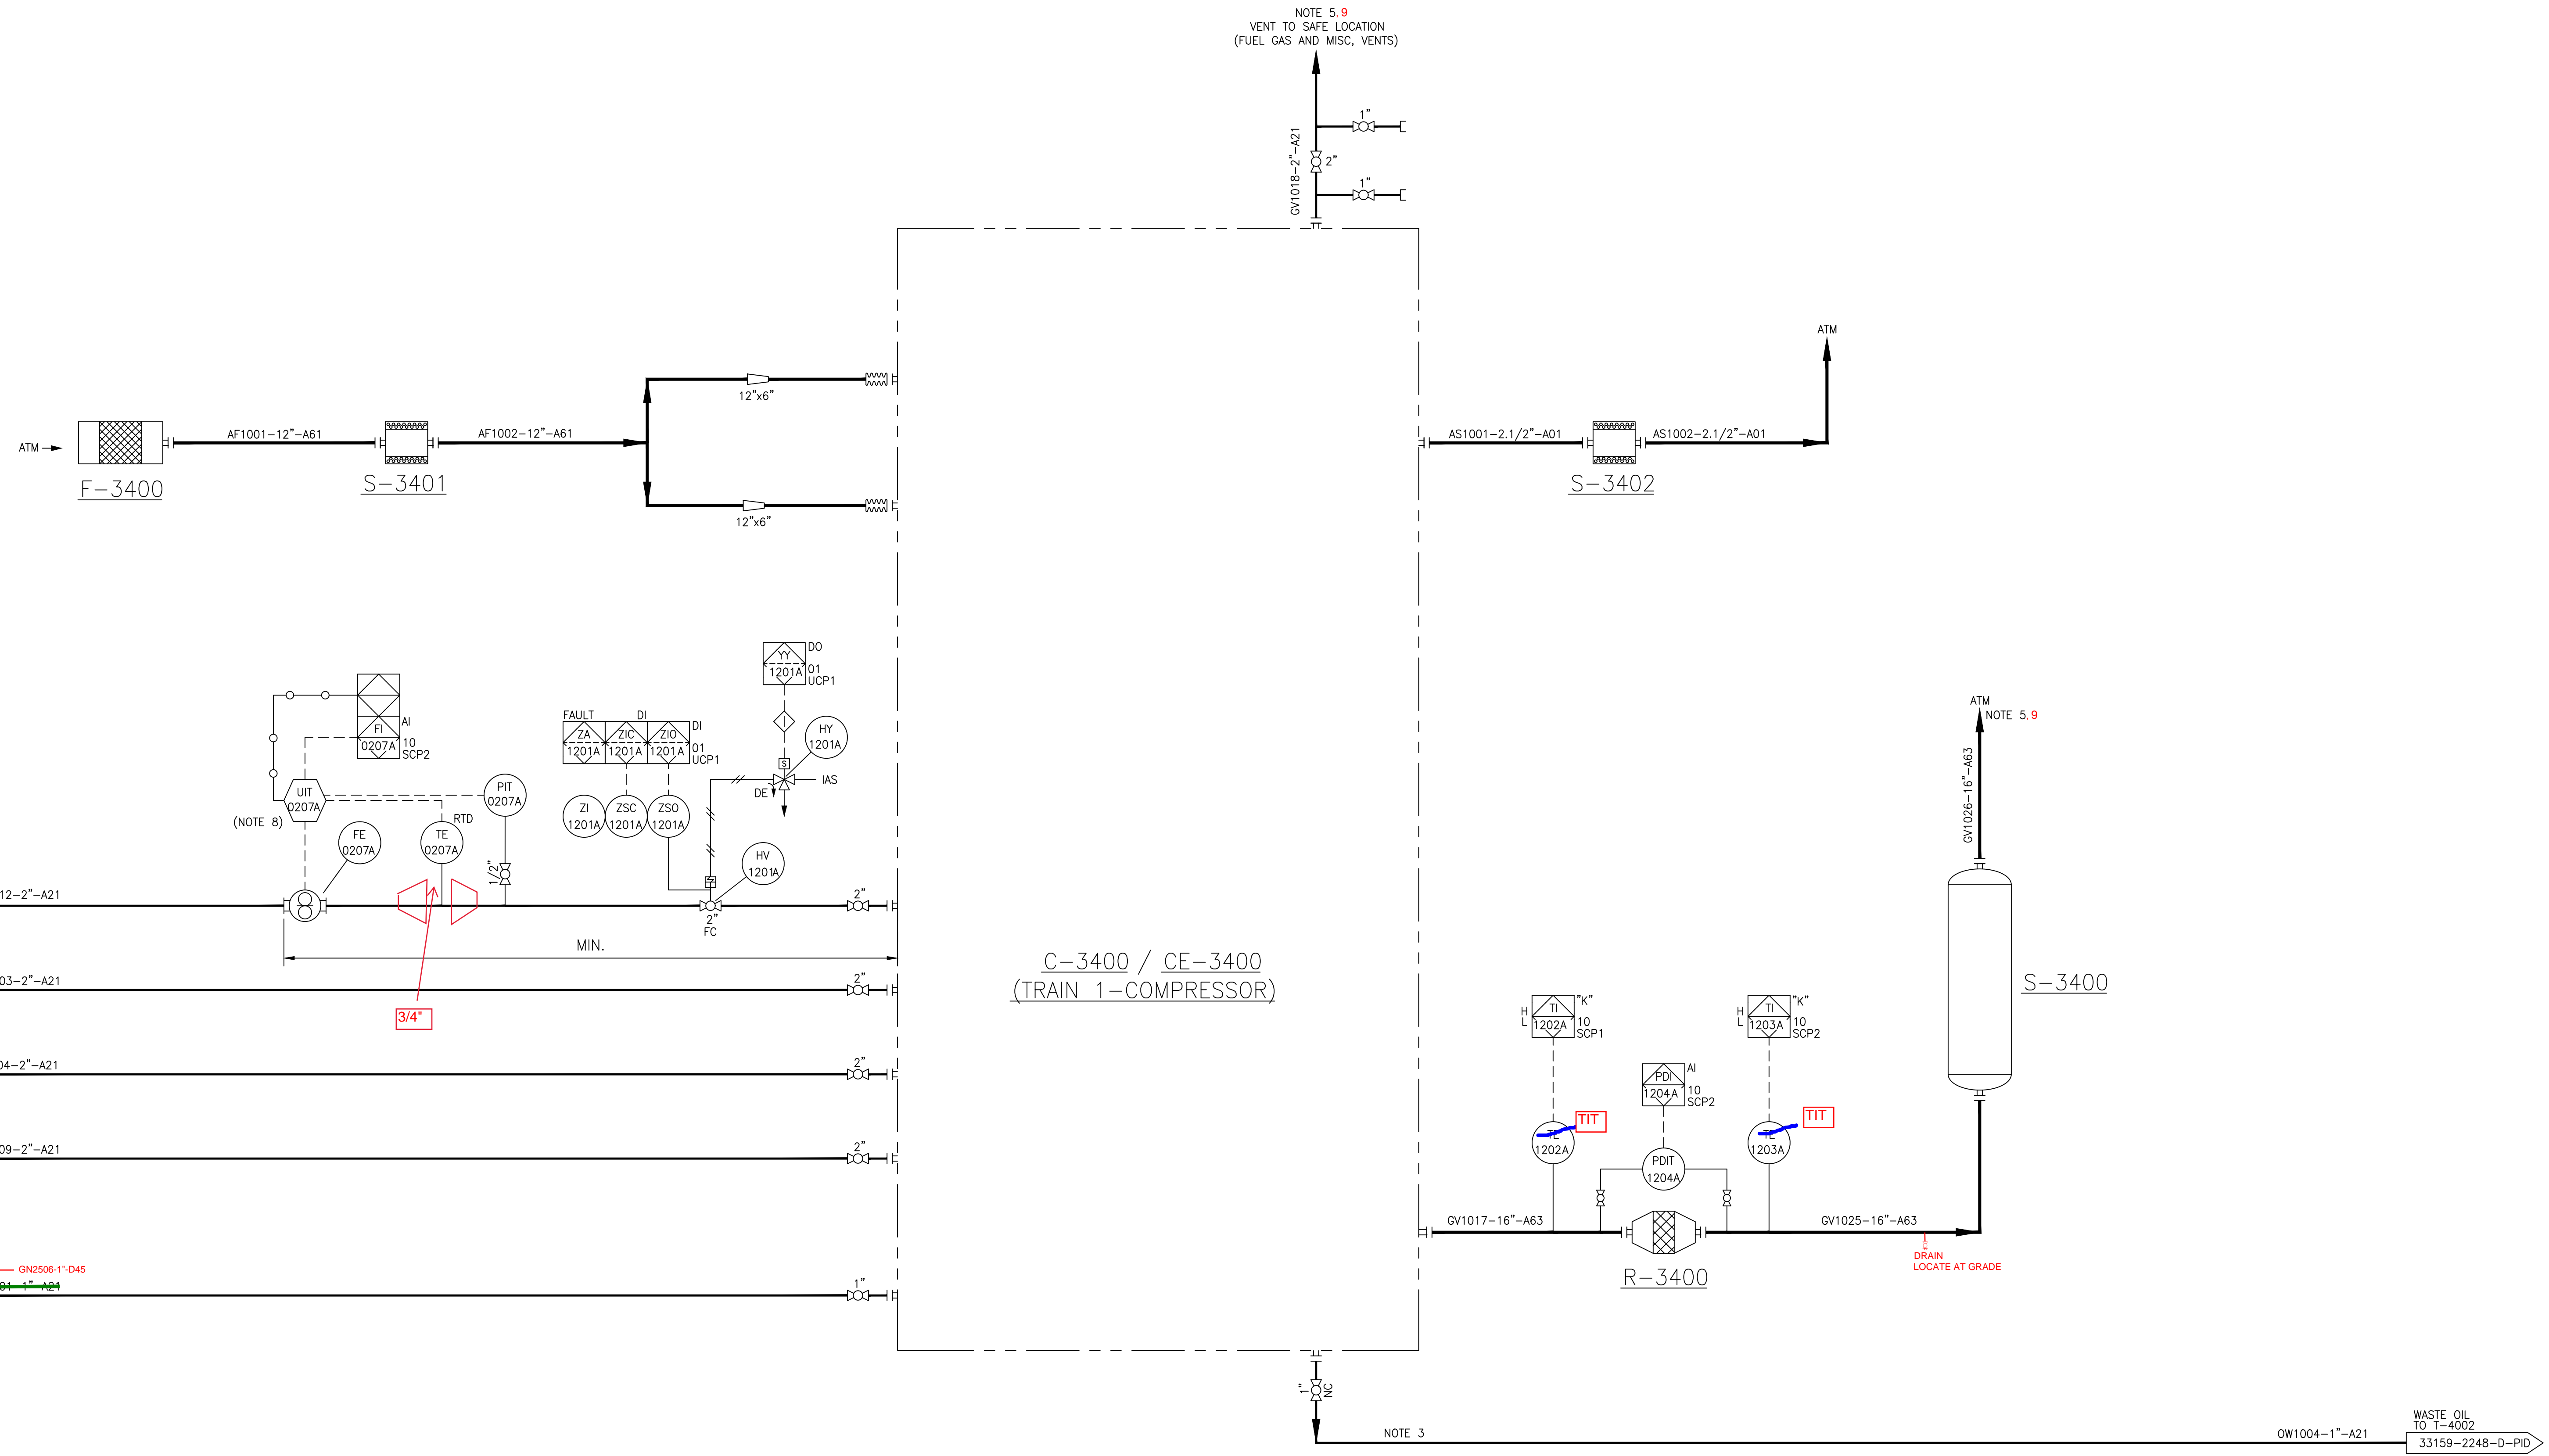 NOTE 5.9
VENT TO SAFE LOCATION
(FUEL GAS AND MISC, VENTS)
1"
GV1018-2"-A21
2"
1"
ATM
ATM
AF1001-12"-A61
AF1002-12"-A61
12"x6"
12"x6"
F-3400
S-3401
AS1001-2.1/2"-A01
AS1002-2.1/2"-A01
S-3402
YY
1201A
DO
01
UCP1
FI
0207A
AI
10
SCP2
FAULT
DI
DI
ZA
1201A
ZIC
1201A
ZIO
1201A
01
UCP1
HY
1201A
S
IAS
DE
UIT
0207A
(NOTE 8)
PIT
0207A
FE
0207A
RTD
TE
0207A
1/2"
ZI
1201A
ZSC
1201A
ZSO
1201A
HV
1201A
2"
FC
12-2"-A21
2"
MIN.
03-2"-A21
2"
3/4"
04-2"-A21
2"
09-2"-A21
2"
GN2506-1"-D45
01-1"-A21
1"
C-3400 / CE-3400
(TRAIN 1-COMPRESSOR)
ATM
NOTE 5.9
GV1026-16"-A63
S-3400
H
L
TI
1202A
"K"
10
SCP1
H
L
TI
1203A
"K"
10
SCP2
PDI
1204A
AI
10
SCP2
TE
1202A
TIT
TE
1203A
TIT
PDIT
1204A
GV1017-16"-A63
GV1025-16"-A63
R-3400
DRAIN
LOCATE AT GRADE
1"
NC
NOTE 3
OW1004-1"-A21
WASTE OIL
TO T-4002
33159-2248-D-PID